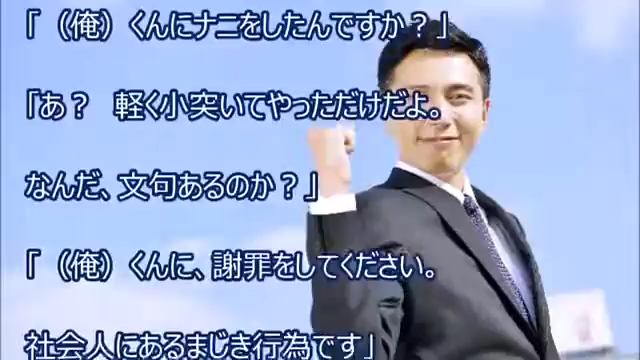 「（俺）くんにナニをしたんですか？」
「あ？　軽く小突いてやっただけだよ。
なんだ、文句あるのか？」
「（俺）くんに、謝罪をしてください。
社会人にあるまじき行為です」